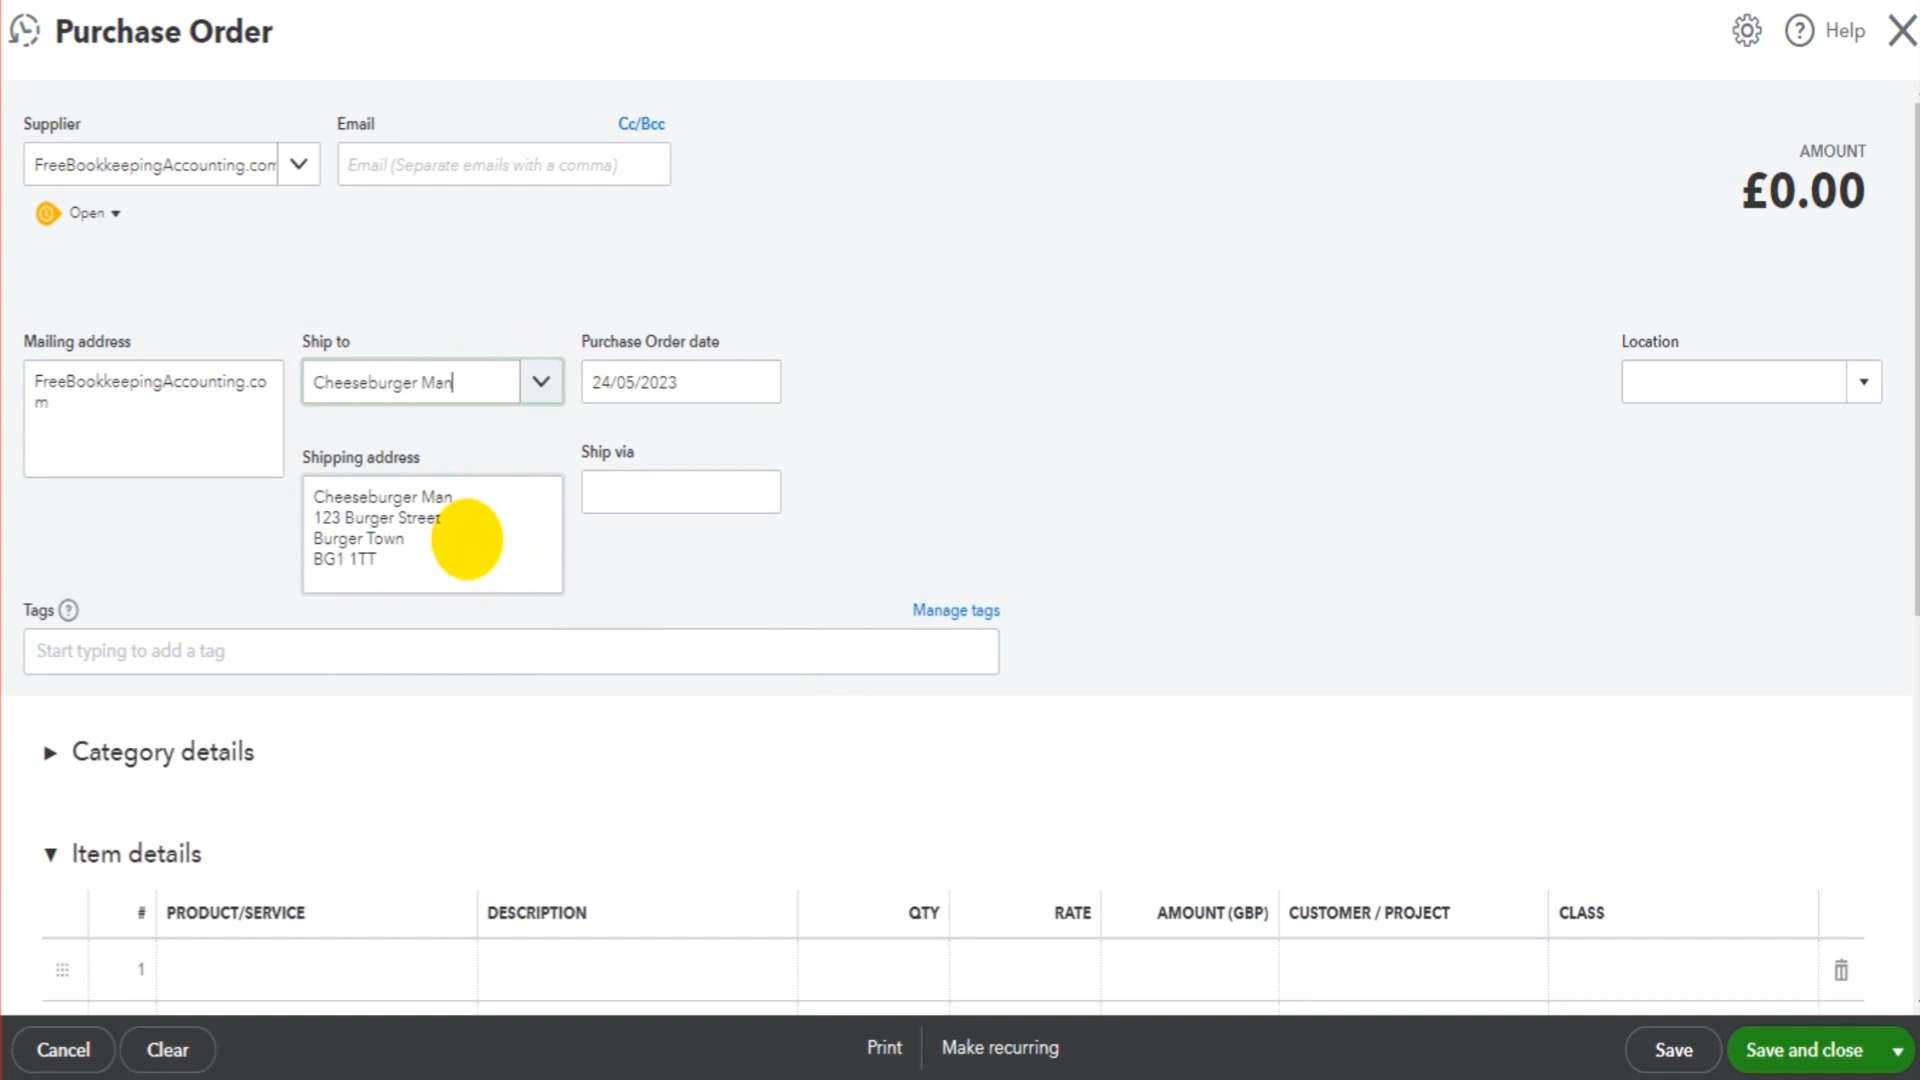 Purchase Order
? Help
Supplier
Email
Cc/Bcc
FreeBookkeepingAccounting.com
Email (Separate emails with a comma)
AMOUNT
£0.00
Open
Mailing address
Ship to
Purchase Order date
Location
FreeBookkeepingAccounting.co
m
Cheeseburger Man
24/05/2023
Shipping address
Ship via
Cheeseburger Man
123 Burger Street
Burger Town
BG1 1TT
Tags ?
Manage tags
Start typing to add a tag
Category details
Item details
# PRODUCT/SERVICE DESCRIPTION QTY RATE AMOUNT (GBP) CUSTOMER / PROJECT CLASS
1
Cancel Clear Print Make recurring Save Save and close